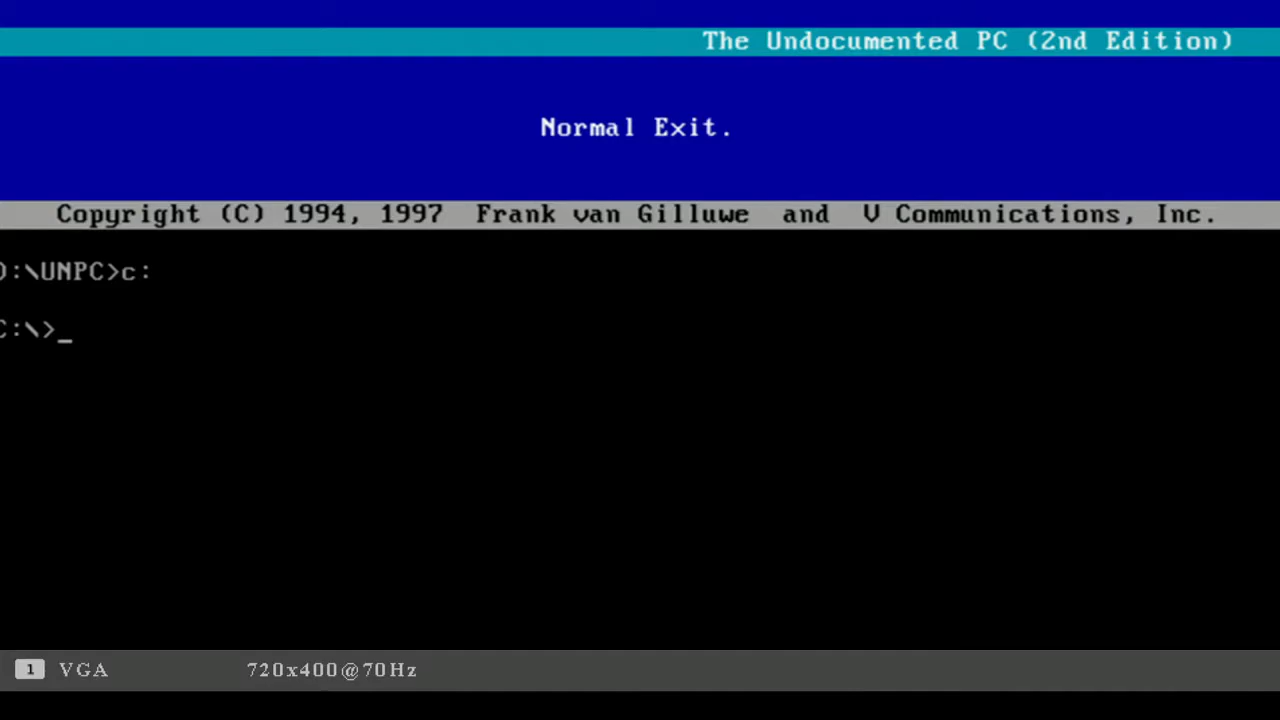 The Undocumented PC (2nd Edition)
Normal Exit.
Copyright (C) 1994, 1997 Frank van Gilluwe and V Communications, Inc.
D:\UNPC>c:
C:\>_
1 VGA 720x400@70Hz